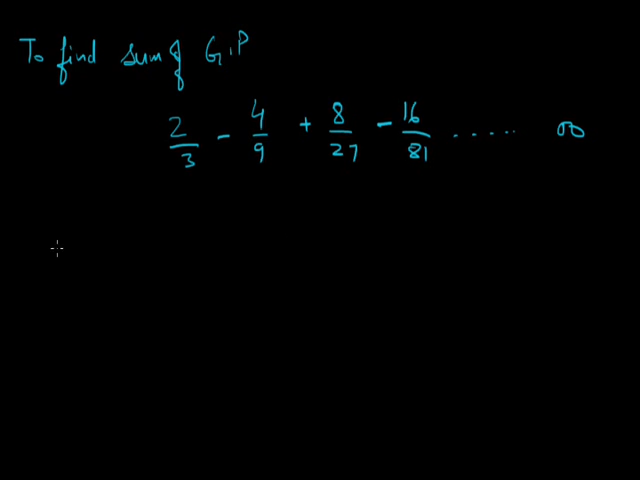 To find sum of G.P
2/3 - 4/9 + 8/27 - 16/81 ...... ∞